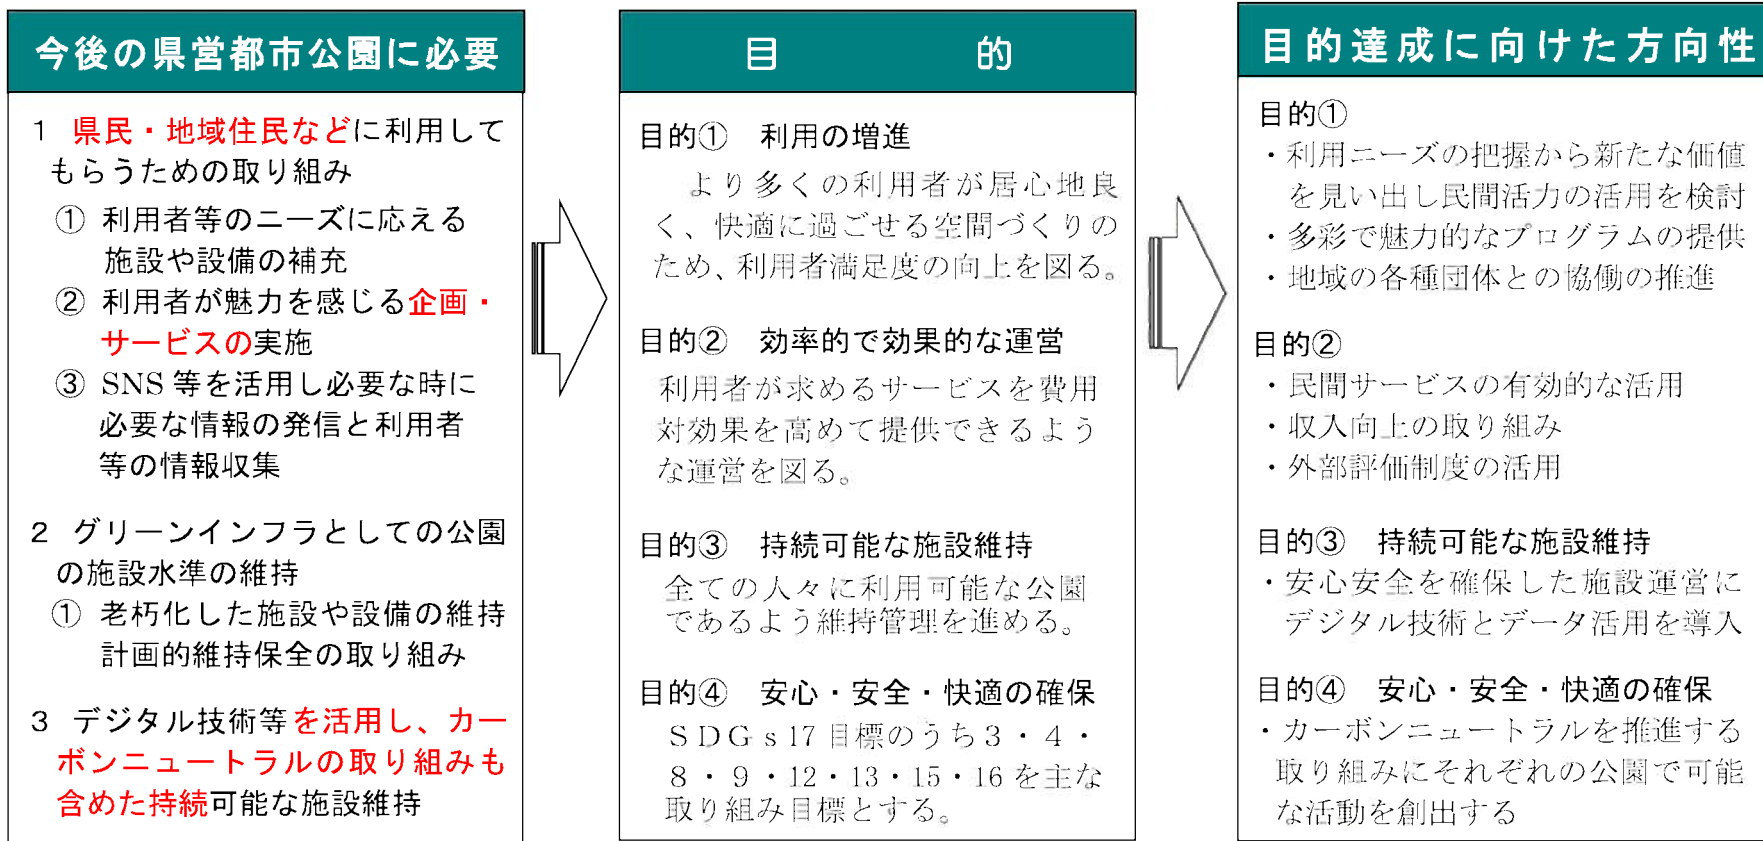 今後の県営都市公園に必要
1 県民・地域住民などに利用して
もらうための取り組み
① 利用者等のニーズに応える
施設や設備の補充
② 利用者が魅力を感じる企画・
サービスの実施
③ SNS 等を活用し必要な時に
必要な情報の発信と利用者
等の情報収集
2 グリーンインフラとしての公園
の施設水準の維持
① 老朽化した施設や設備の維持
計画的維持保全の取り組み
3 デジタル技術等を活用し、カー
ボンニュートラルの取り組みも
含めた持続可能な施設維持
目 的
目的① 利用の増進
より多くの利用者が居心地良
く、快適に過ごせる空間づくりの
ため、利用者満足度の向上を図る。
目的② 効率的で効果的な運営
利用者が求めるサービスを費用
対効果を高めて提供できるよう
な運営を図る。
目的③ 持続可能な施設維持
全ての人々に利用可能な公園
であるよう維持管理を進める。
目的④ 安心・安全・快適の確保
SDGs17 目標のうち3・4・
8・9・12・13・15・16 を主な
取り組み目標とする。
目的達成に向けた方向性
目的①
・利用ニーズの把握から新たな価値
を見い出し民間活力の活用を検討
・多彩で魅力的なプログラムの提供
・地域の各種団体との協働の推進
目的②
・民間サービスの有効的な活用
・収入向上の取り組み
・外部評価制度の活用
目的③ 持続可能な施設維持
・安心安全を確保した施設運営に
デジタル技術とデータ活用を導入
目的④ 安心・安全・快適の確保
・カーボンニュートラルを推進する
取り組みにそれぞれの公園で可能
な活動を創出する